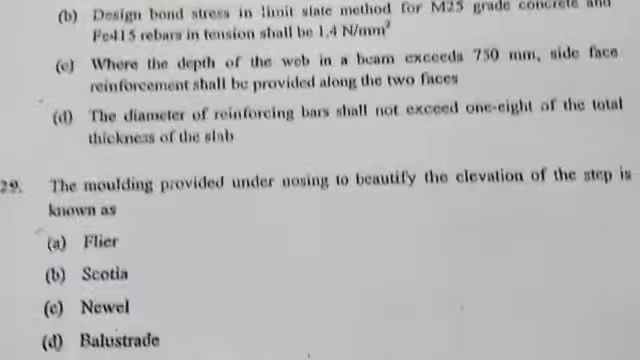 (b) Design bond stress in limit state method for M25 grade concrete and
Fe415 rebars in tension shall be 1.4 N/mm²
(c) Where the depth of the web in a beam exceeds 750 mm, side face
reinforcement shall be provided along the two faces
(d) The diameter of reinforcing bars shall not exceed one-eight of the total
thickness of the slab
29. The moulding provided under nosing to beautify the elevation of the step is
known as
(a) Flier
(b) Scotia
(c) Newel
(d) Balustrade